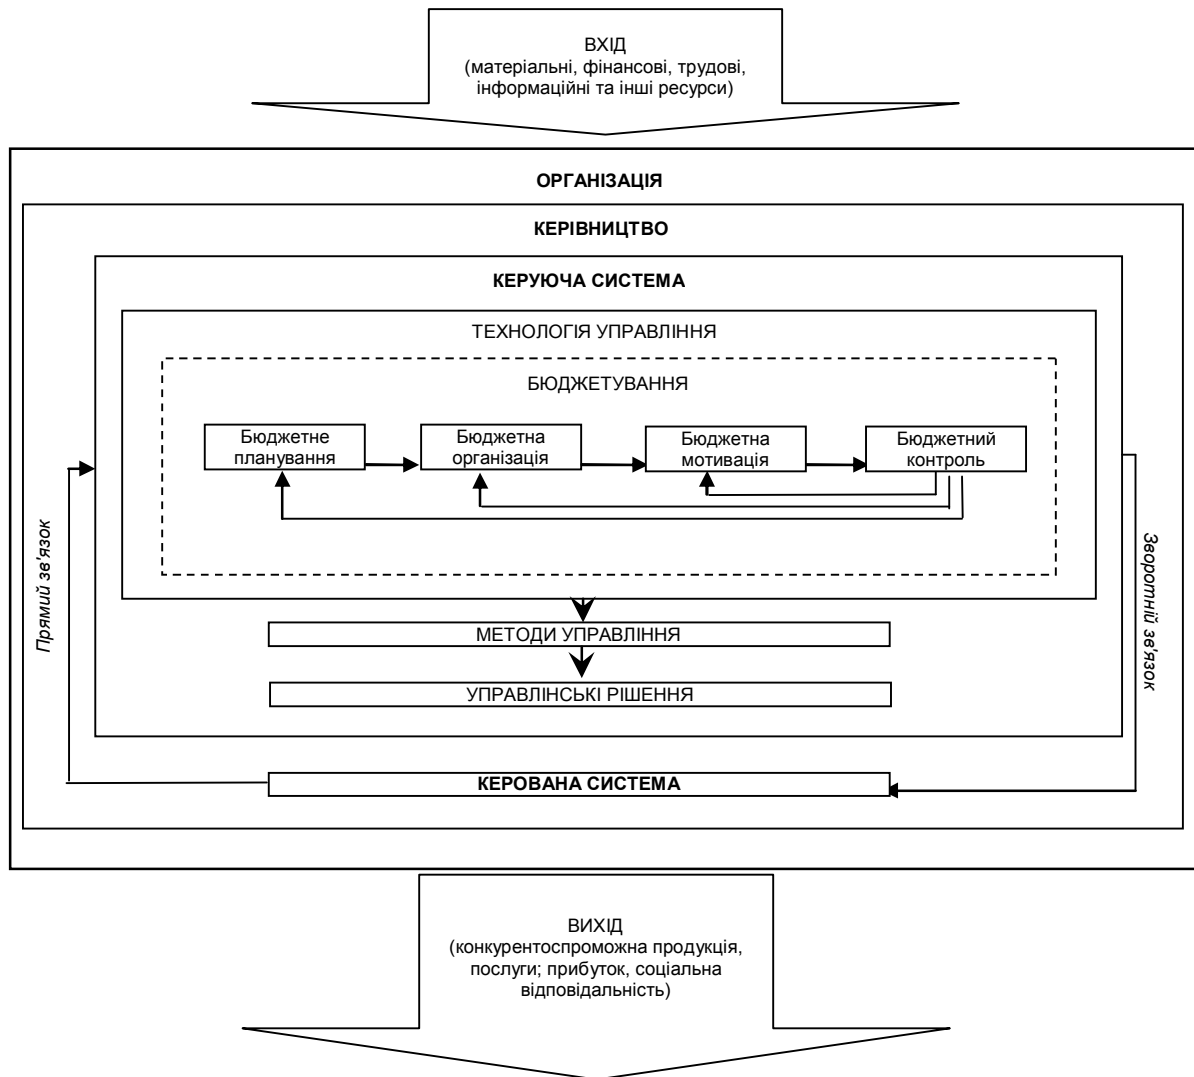 ВХІД
(матеріальні, фінансові, трудові,
інформаційні та інші ресурси)
ОРГАНІЗАЦІЯ
КЕРІВНИЦТВО
КЕРУЮЧА СИСТЕМА
ТЕХНОЛОГІЯ УПРАВЛІННЯ
БЮДЖЕТУВАННЯ
Бюджетне
планування
Бюджетна
організація
Бюджетна
мотивація
Бюджетний
контроль
Прямий зв'язок
Зворотній зв'язок
МЕТОДИ УПРАВЛІННЯ
УПРАВЛІНСЬКІ РІШЕННЯ
КЕРОВАНА СИСТЕМА
ВИХІД
(конкурентоспроможна продукція,
послуги; прибуток, соціальна
відповідальність)